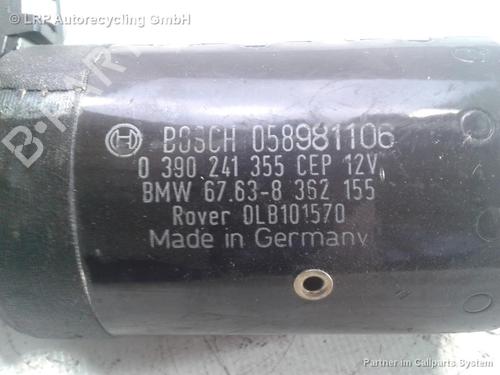 © LRP Autorecycling GmbH
BOSCH 058981106
0 390 241 355 CEP 12V
BMW 67.63-8 362 155
Rover DLB101570
Made in Germany
Partner im Callparts System